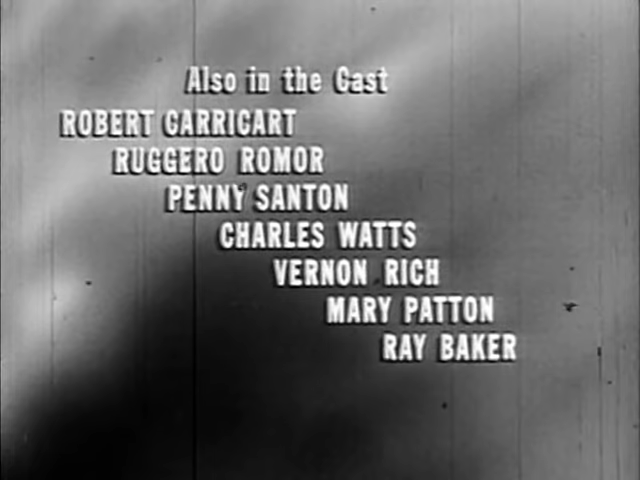 Also in the Cast
ROBERT CARRICART
RUGGERO ROMOR
PENNY SANTON
CHARLES WATTS
VERNON RICH
MARY PATTON
RAY BAKER